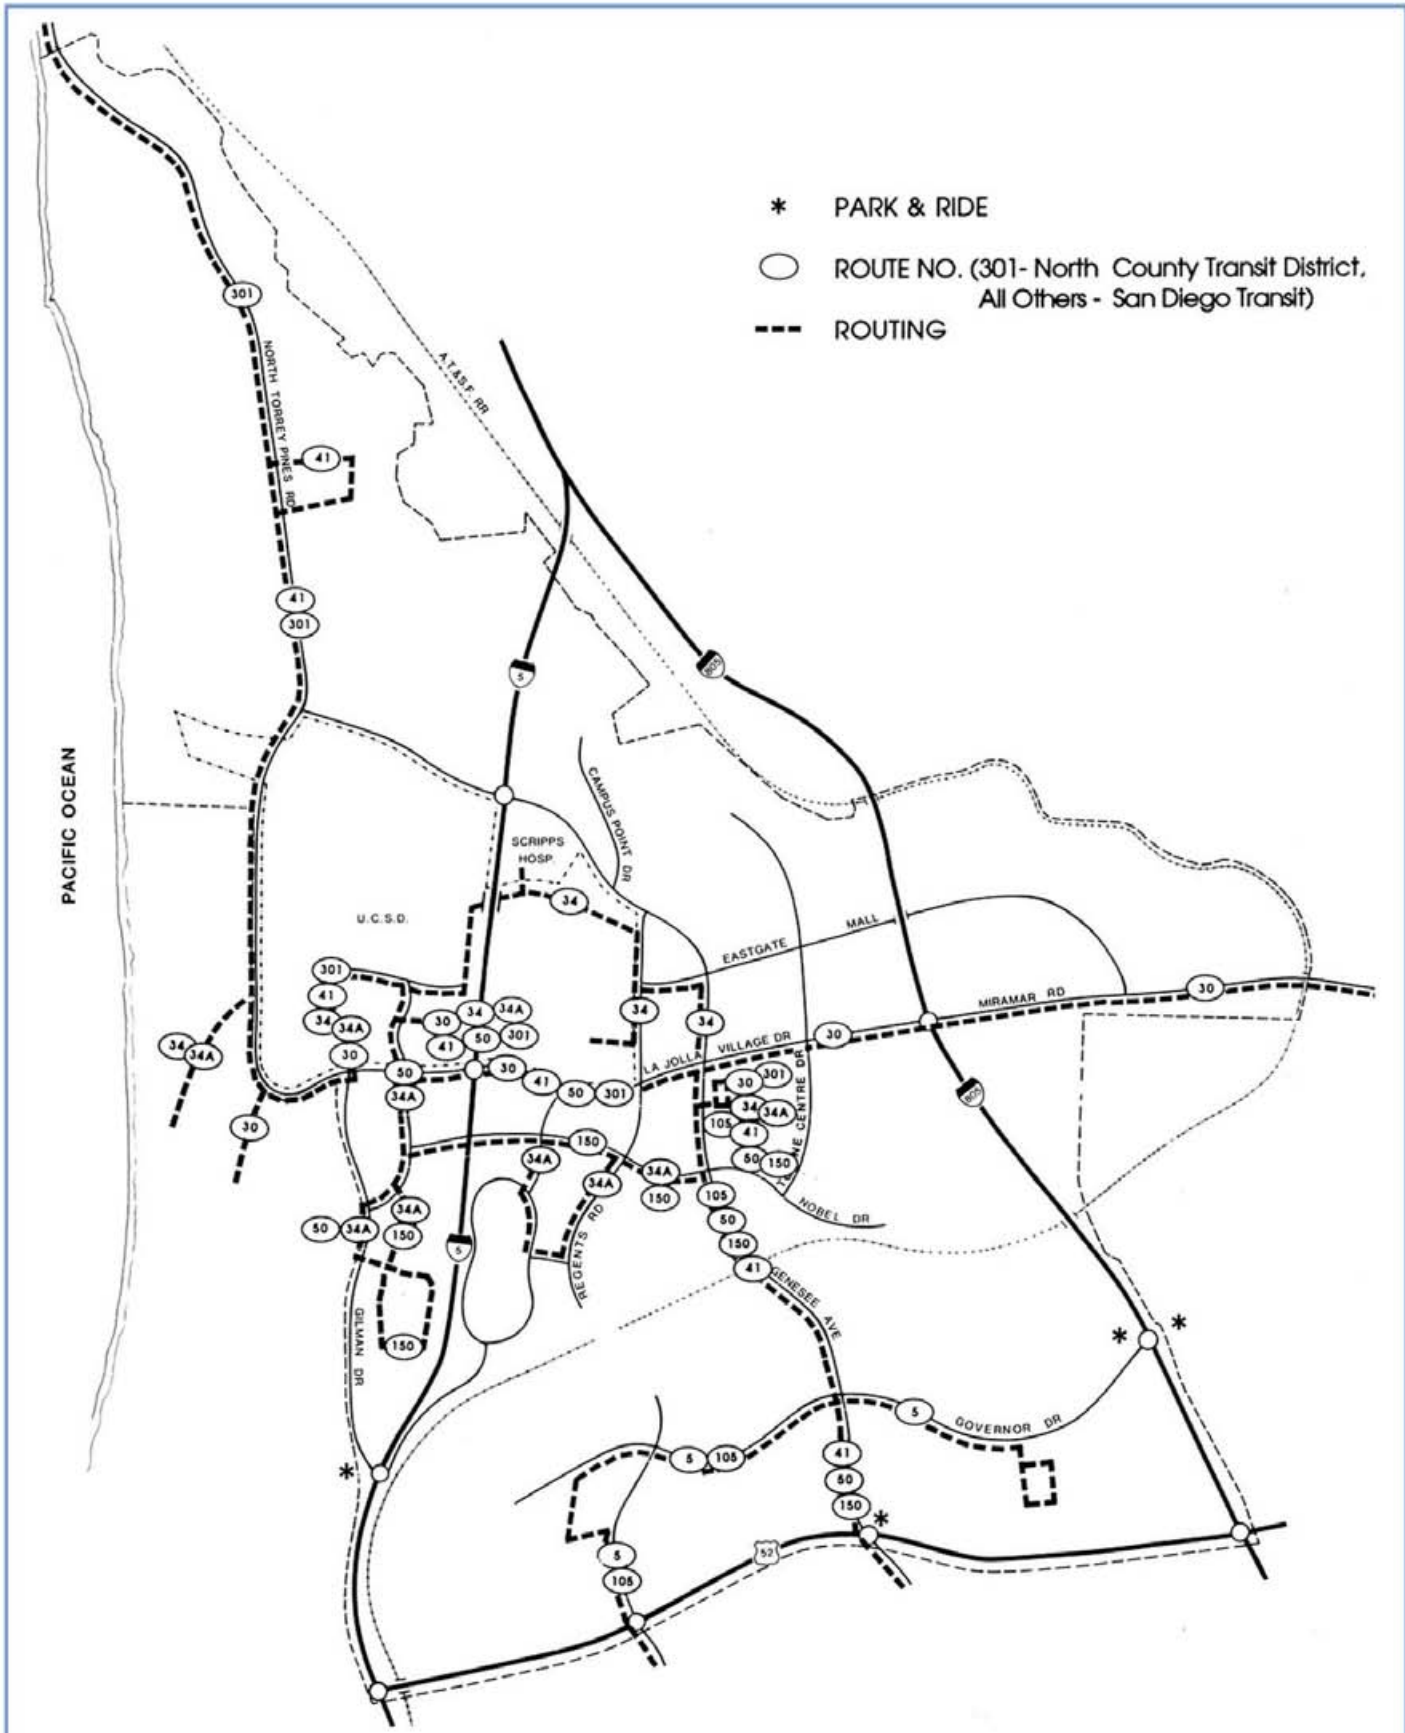 * PARK & RIDE
ROUTE NO. (301- North County Transit District,
All Others - San Diego Transit)
ROUTING
301
NORTH TORREY PINES RD
A.T.&S.F. RR
41
41
301
5
805
PACIFIC OCEAN
CAMPUS POINT DR
SCRIPPS
HOSP.
34
U.C.S.D.
EASTGATE MALL
MIRAMAR RD
30
301
41
34
34A
30
30
34
34A
41
50
301
34
34
34
34A
30
50
34A
30
41
50
301
LA JOLLA VILLAGE DR
30
805
30
301
34
34A
105
41
50
150
CENTRE DR
150
34A
34A
34A
150
105
50
150
41
NOBEL DR
50
34A
34A
150
5
REGENTS RD
GENESEE AVE
GILMAN DR
150
*
*
5
GOVERNOR DR
5
105
41
50
150
*
*
52
5
105